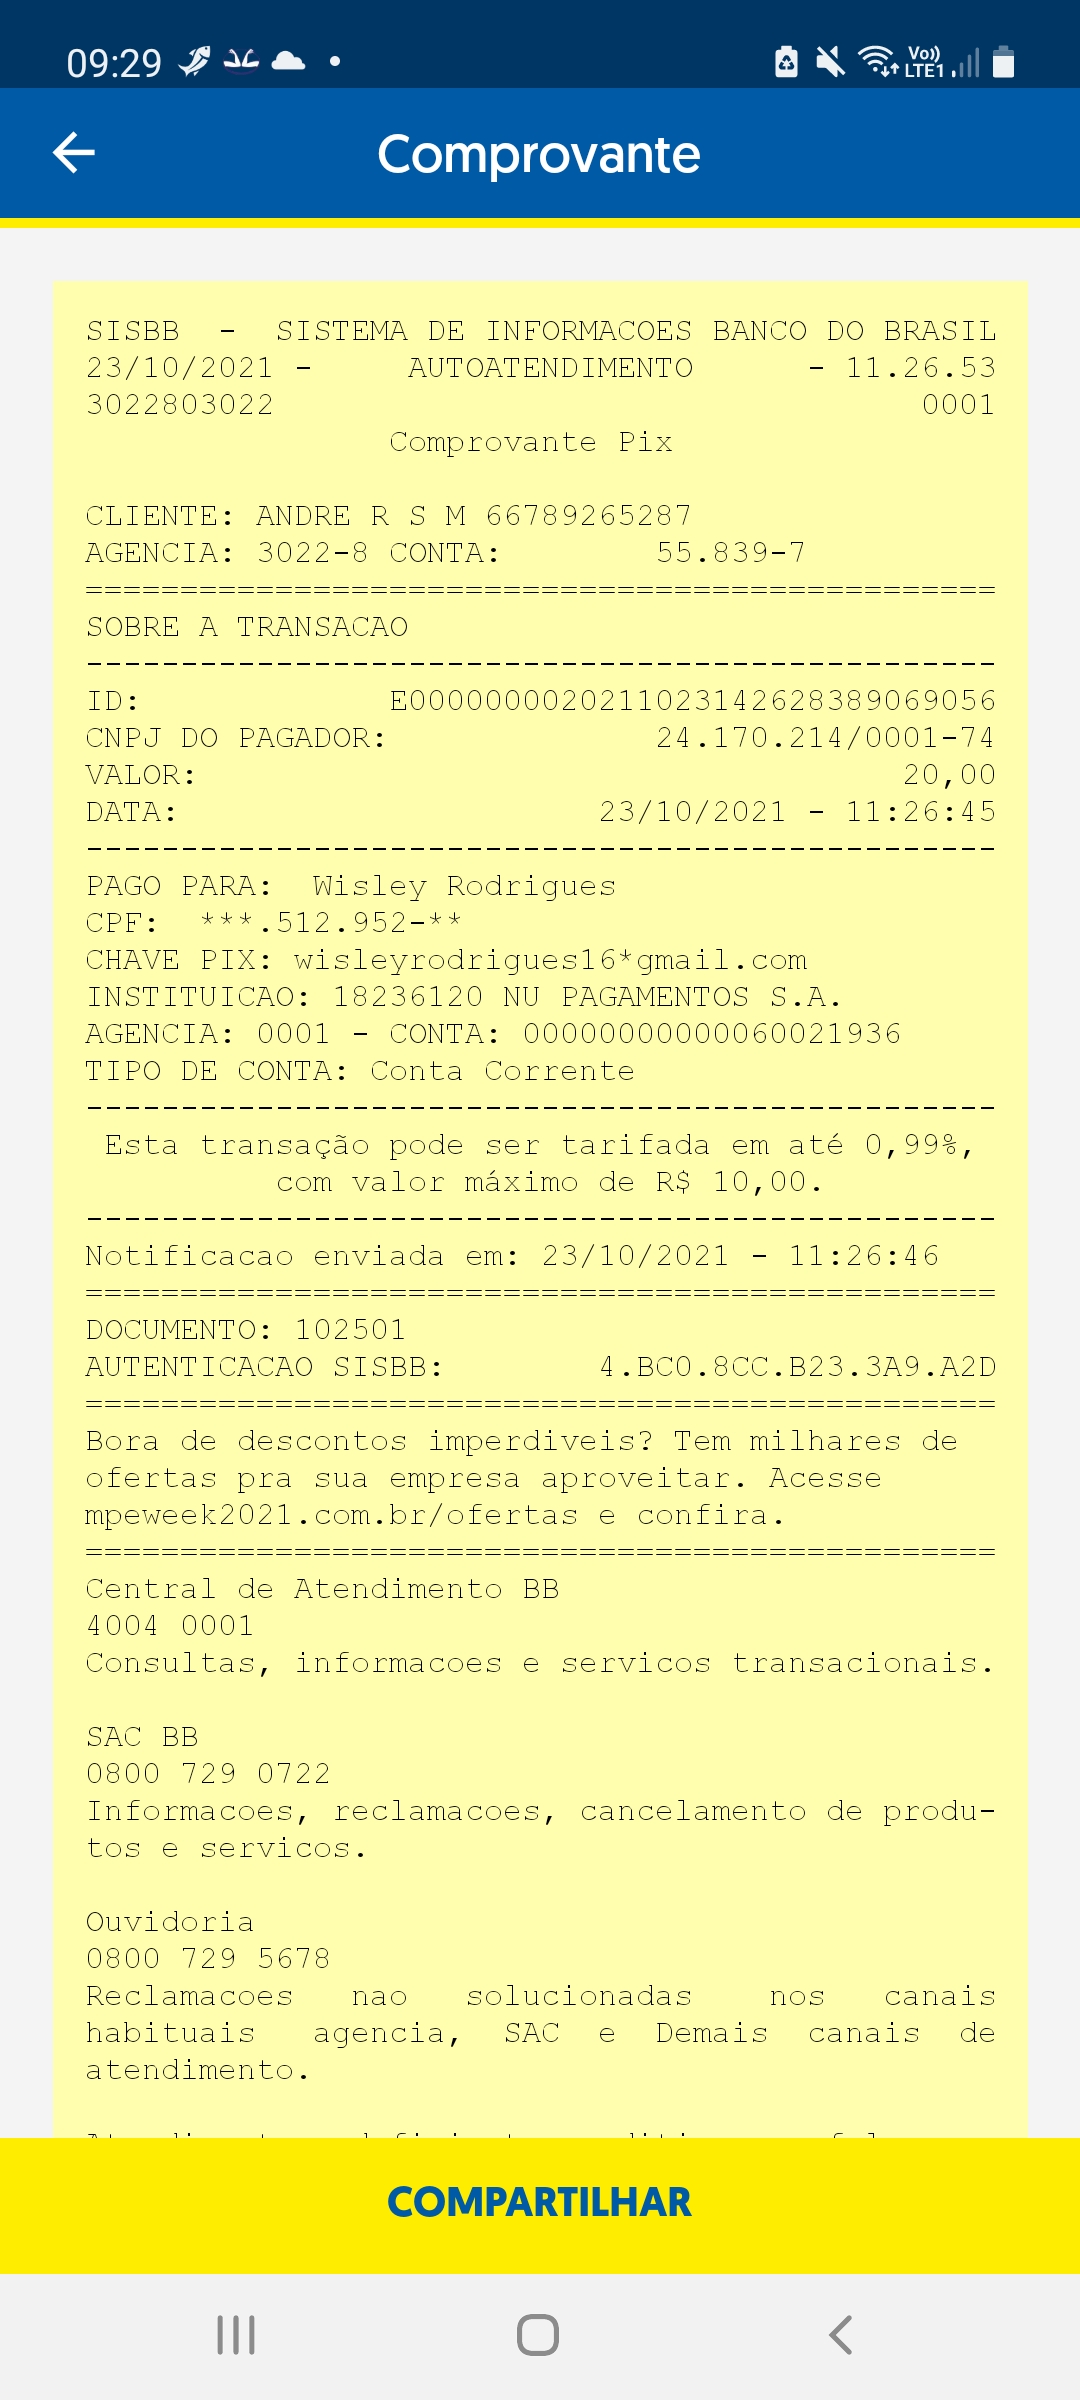 09:29
Vo)) LTE1
Comprovante
SISBB - SISTEMA DE INFORMACOES BANCO DO BRASIL
23/10/2021 - AUTOATENDIMENTO - 11.26.53
3022803022 0001
Comprovante Pix
CLIENTE: ANDRE R S M 66789265287
AGENCIA: 3022-8 CONTA: 55.839-7
================================================
SOBRE A TRANSACAO
------------------------------------------------
ID: E0000000020211023142628389069056
CNPJ DO PAGADOR: 24.170.214/0001-74
VALOR: 20,00
DATA: 23/10/2021 - 11:26:45
------------------------------------------------
PAGO PARA: Wisley Rodrigues
CPF: ***.512.952-**
CHAVE PIX: wisleyrodrigues16*gmail.com
INSTITUICAO: 18236120 NU PAGAMENTOS S.A.
AGENCIA: 0001 - CONTA: 00000000000060021936
TIPO DE CONTA: Conta Corrente
------------------------------------------------
Esta transação pode ser tarifada em até 0,99%,
com valor máximo de R$ 10,00.
------------------------------------------------
Notificacao enviada em: 23/10/2021 - 11:26:46
================================================
DOCUMENTO: 102501
AUTENTICACAO SISBB: 4.BC0.8CC.B23.3A9.A2D
================================================
Bora de descontos imperdiveis? Tem milhares de
ofertas pra sua empresa aproveitar. Acesse
mpeweek2021.com.br/ofertas e confira.
================================================
Central de Atendimento BB
4004 0001
Consultas, informacoes e servicos transacionais.
SAC BB
0800 729 0722
Informacoes, reclamacoes, cancelamento de produ-
tos e servicos.
Ouvidoria
0800 729 5678
Reclamacoes nao solucionadas nos canais
habituais agencia, SAC e Demais canais de
atendimento.
COMPARTILHAR